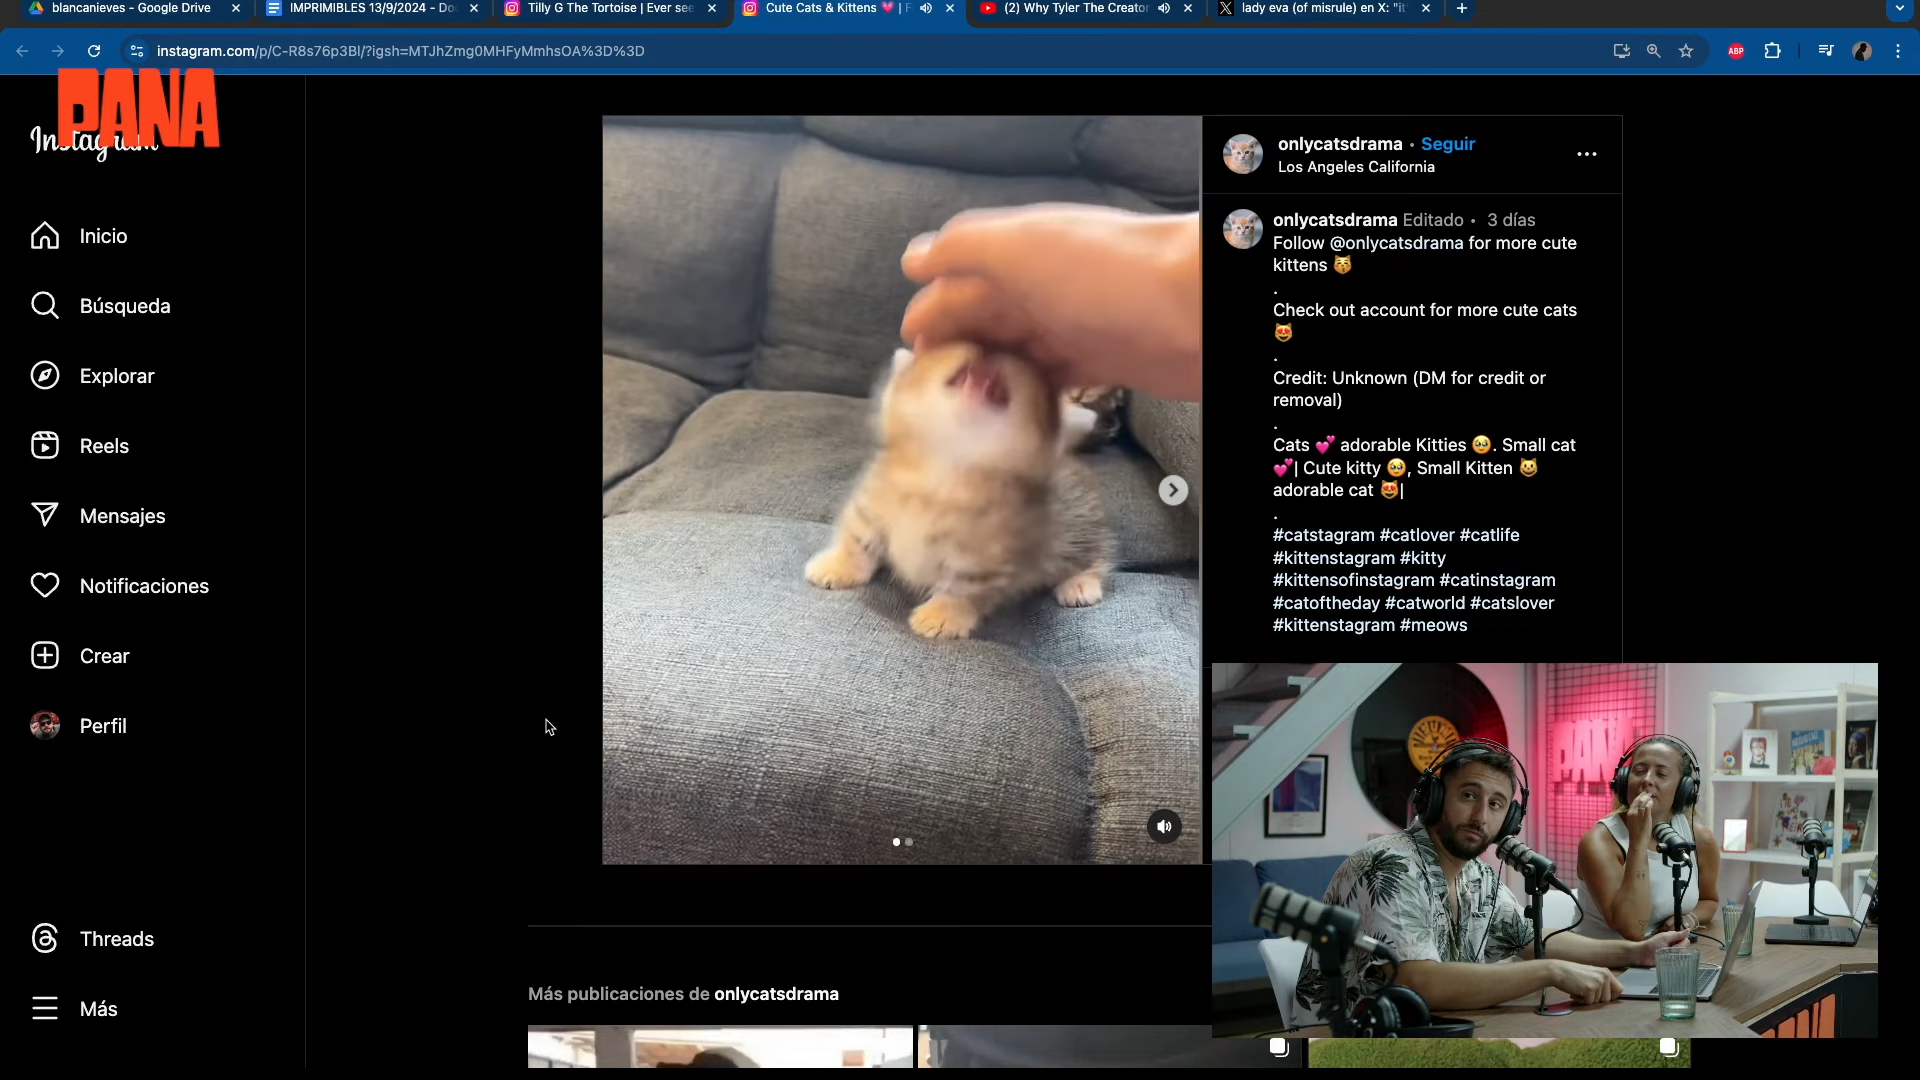 blancanieves - Google Drive
IMPRIMIBLES 13/9/2024 - Do
Tilly G The Tortoise | Ever see
Cute Cats & Kittens 💗 | F
(2) Why Tyler The Creator
lady eva (of misrule) en X: "it
instagram.com/p/C-R8s76p3Bl/?igsh=MTJhZmg0MHFyMmhsOA%3D%3D
ABP
PANA
Instagram
Inicio
Búsqueda
Explorar
Reels
Mensajes
Notificaciones
Crear
Perfil
Threads
Más
onlycatsdrama • Seguir
Los Angeles California
onlycatsdrama Editado • 3 días
Follow @onlycatsdrama for more cute
kittens 😽
.
Check out account for more cute cats
😻
.
Credit: Unknown (DM for credit or
removal)
.
Cats 💕 adorable Kitties 🥹. Small cat
💕| Cute kitty 🥹, Small Kitten 😺
adorable cat 😻|
.
#catstagram #catlover #catlife
#kittenstagram #kitty
#kittensofinstagram #catinstagram
#catoftheday #catworld #catslover
#kittenstagram #meows
PANA
Más publicaciones de onlycatsdrama